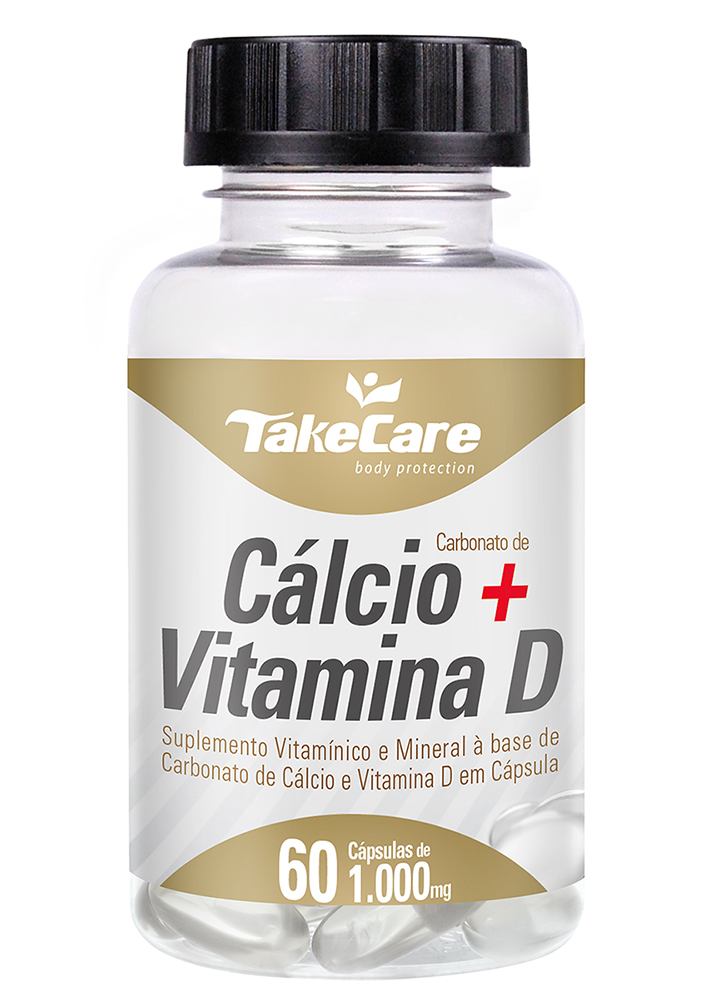 TakeCare
body protection
Carbonato de
Cálcio +
Vitamina D
Suplemento Vitamínico e Mineral à base de
Carbonato de Cálcio e Vitamina D em Cápsula
60 Cápsulas de
1.000mg